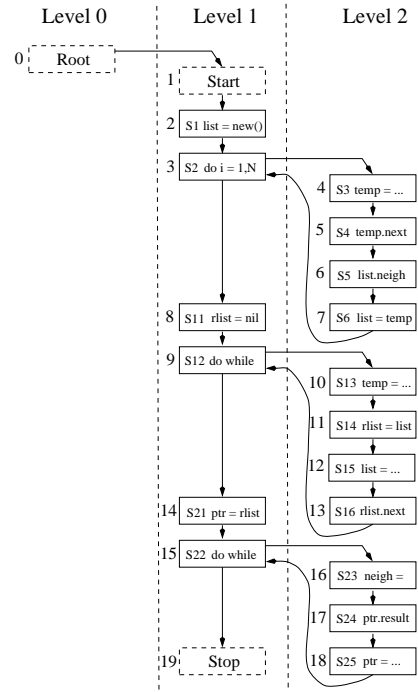 Level 0 Level 1 Level 2
0 Root
1 Start
2 S1 list = new()
3 S2 do i = 1,N
4 S3 temp = ...
5 S4 temp.next
6 S5 list.neigh
7 S6 list = temp
8 S11 rlist = nil
9 S12 do while
10 S13 temp = ...
11 S14 rlist = list
12 S15 list = ...
13 S16 rlist.next
14 S21 ptr = rlist
15 S22 do while
16 S23 neigh =
17 S24 ptr.result
18 S25 ptr = ...
19 Stop